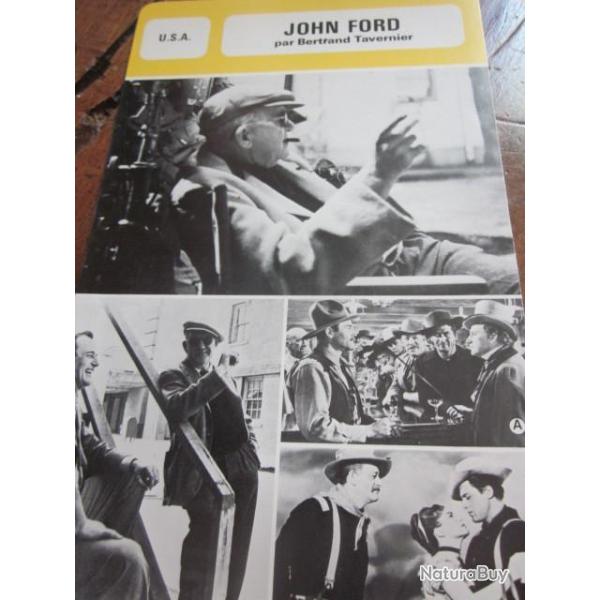 U.S.A.
JOHN FORD
par Bertrand Tavernier
A
NaturaBuy